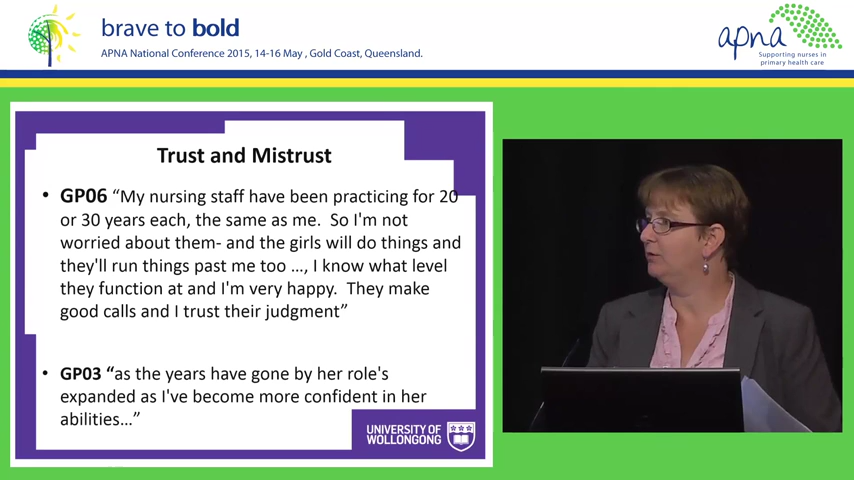 brave to bold
APNA National Conference 2015, 14-16 May , Gold Coast, Queensland.
apna
Supporting nurses in
primary health care
Trust and Mistrust
• GP06 “My nursing staff have been practicing for 20
or 30 years each, the same as me.  So I'm not
worried about them- and the girls will do things and
they'll run things past me too ..., I know what level
they function at and I'm very happy.  They make
good calls and I trust their judgment”
• GP03 “as the years have gone by her role's
expanded as I've become more confident in her
abilities...”
UNIVERSITY OF
WOLLONGONG